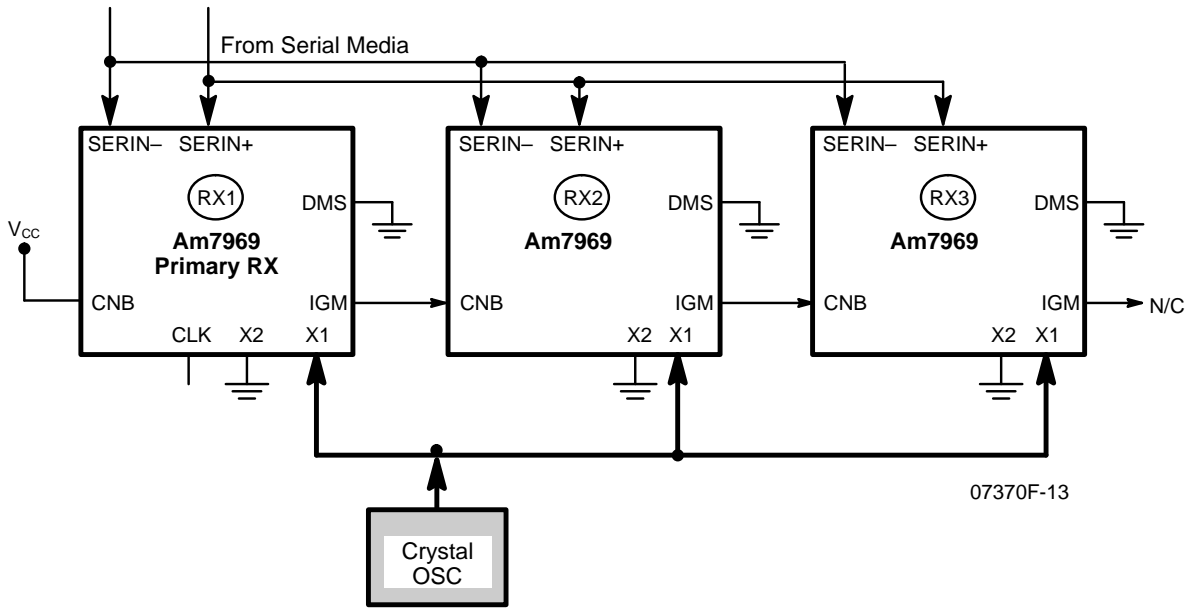 From Serial Media
SERIN– SERIN+
SERIN– SERIN+
SERIN– SERIN+
RX1
RX2
RX3
DMS
DMS
DMS
VCC
Am7969
Primary RX
Am7969
Am7969
CNB
IGM
CNB
IGM
CNB
IGM
N/C
CLK X2 X1
X2 X1
X2 X1
07370F-13
Crystal
OSC